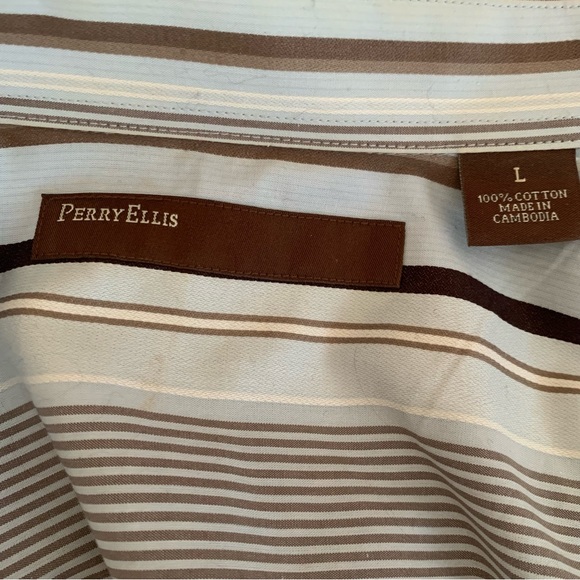 PERRY ELLIS
L
100% COTTON
MADE IN
CAMBODIA